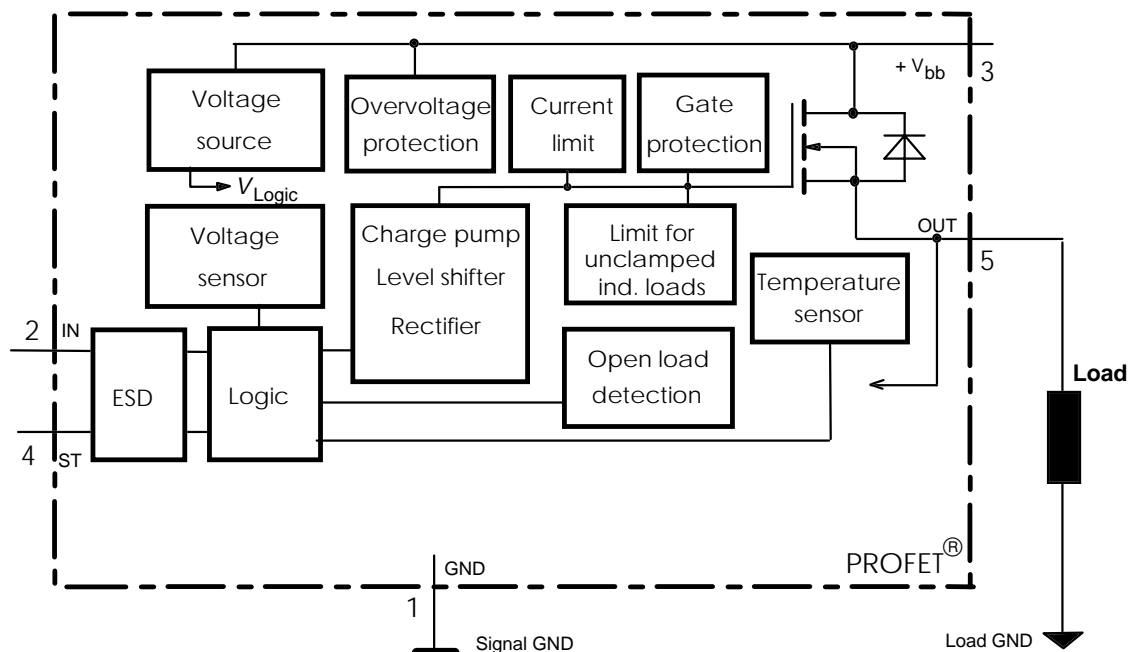 + Vbb
3
Voltage
source
Overvoltage
protection
Current
limit
Gate
protection
VLogic
Voltage
sensor
Charge pump
Level shifter
Rectifier
Limit for
unclamped
ind. loads
OUT
5
Temperature
sensor
2
IN
ESD
Logic
Open load
detection
Load
4
ST
PROFET®
GND
1
Signal GND
Load GND